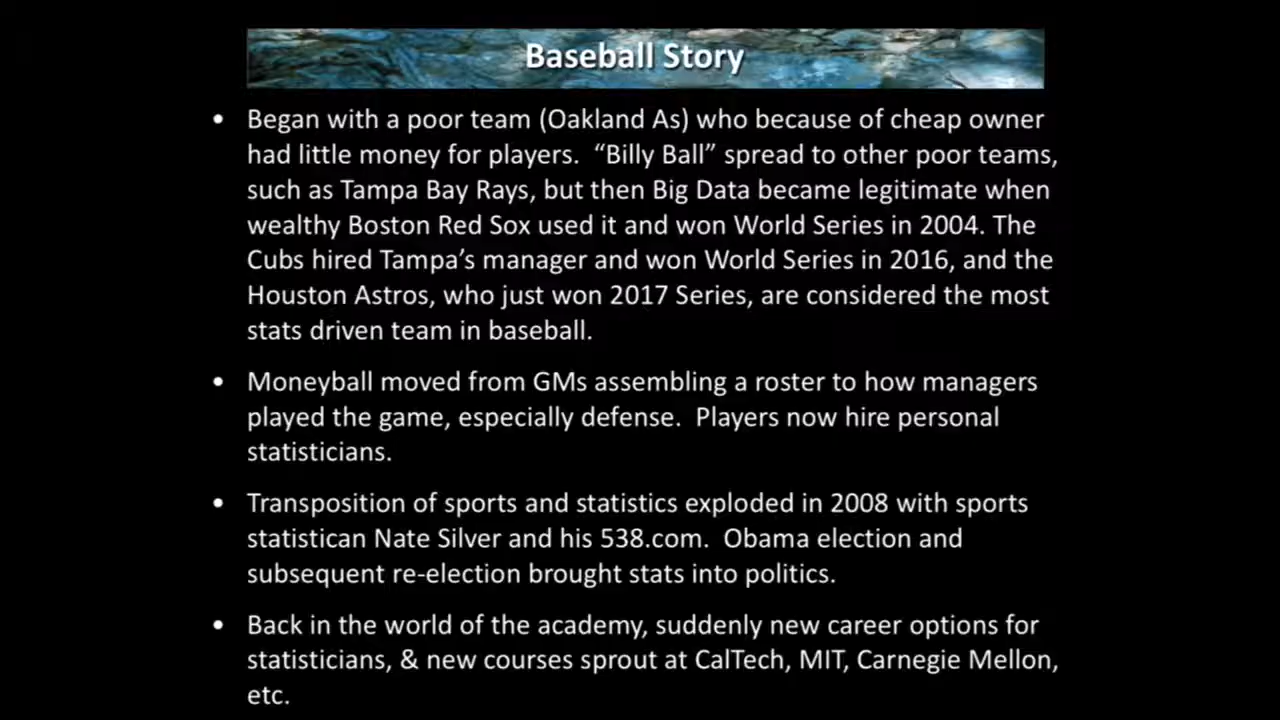 Baseball Story
• Began with a poor team (Oakland As) who because of cheap owner
had little money for players.  “Billy Ball” spread to other poor teams,
such as Tampa Bay Rays, but then Big Data became legitimate when
wealthy Boston Red Sox used it and won World Series in 2004. The
Cubs hired Tampa’s manager and won World Series in 2016, and the
Houston Astros, who just won 2017 Series, are considered the most
stats driven team in baseball.
• Moneyball moved from GMs assembling a roster to how managers
played the game, especially defense.  Players now hire personal
statisticians.
• Transposition of sports and statistics exploded in 2008 with sports
statistican Nate Silver and his 538.com.  Obama election and
subsequent re-election brought stats into politics.
• Back in the world of the academy, suddenly new career options for
statisticians, & new courses sprout at CalTech, MIT, Carnegie Mellon,
etc.